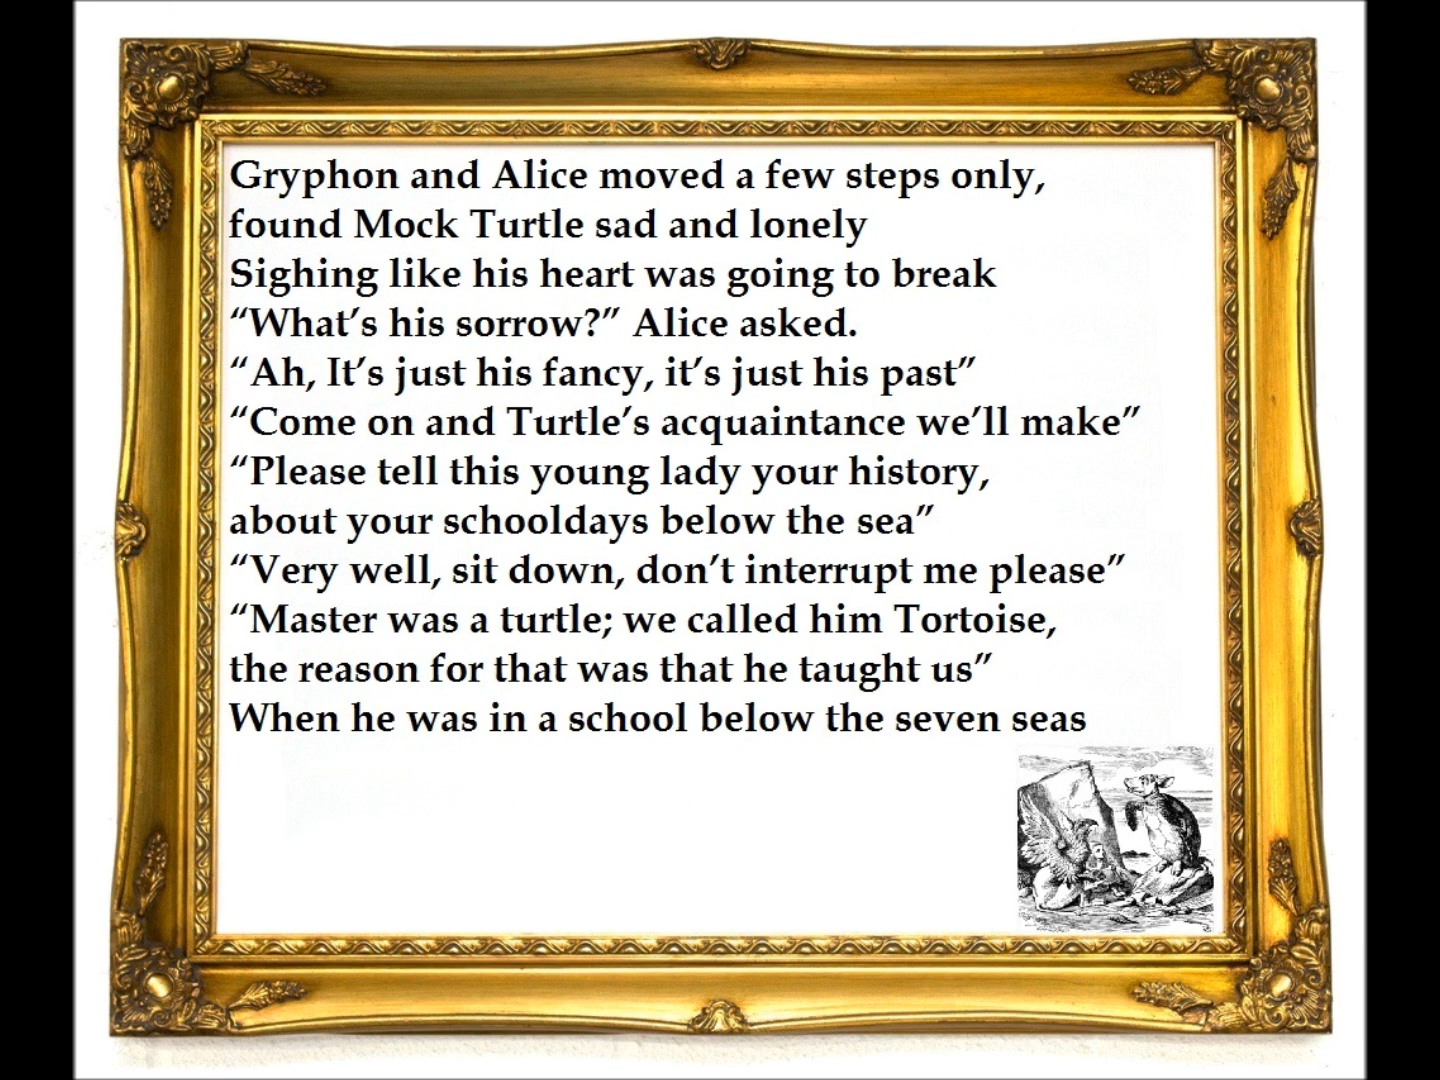 Gryphon and Alice moved a few steps only,
found Mock Turtle sad and lonely
Sighing like his heart was going to break
“What’s his sorrow?” Alice asked.
“Ah, It’s just his fancy, it’s just his past”
“Come on and Turtle’s acquaintance we’ll make”
“Please tell this young lady your history,
about your schooldays below the sea”
“Very well, sit down, don’t interrupt me please”
“Master was a turtle; we called him Tortoise,
the reason for that was that he taught us”
When he was in a school below the seven seas